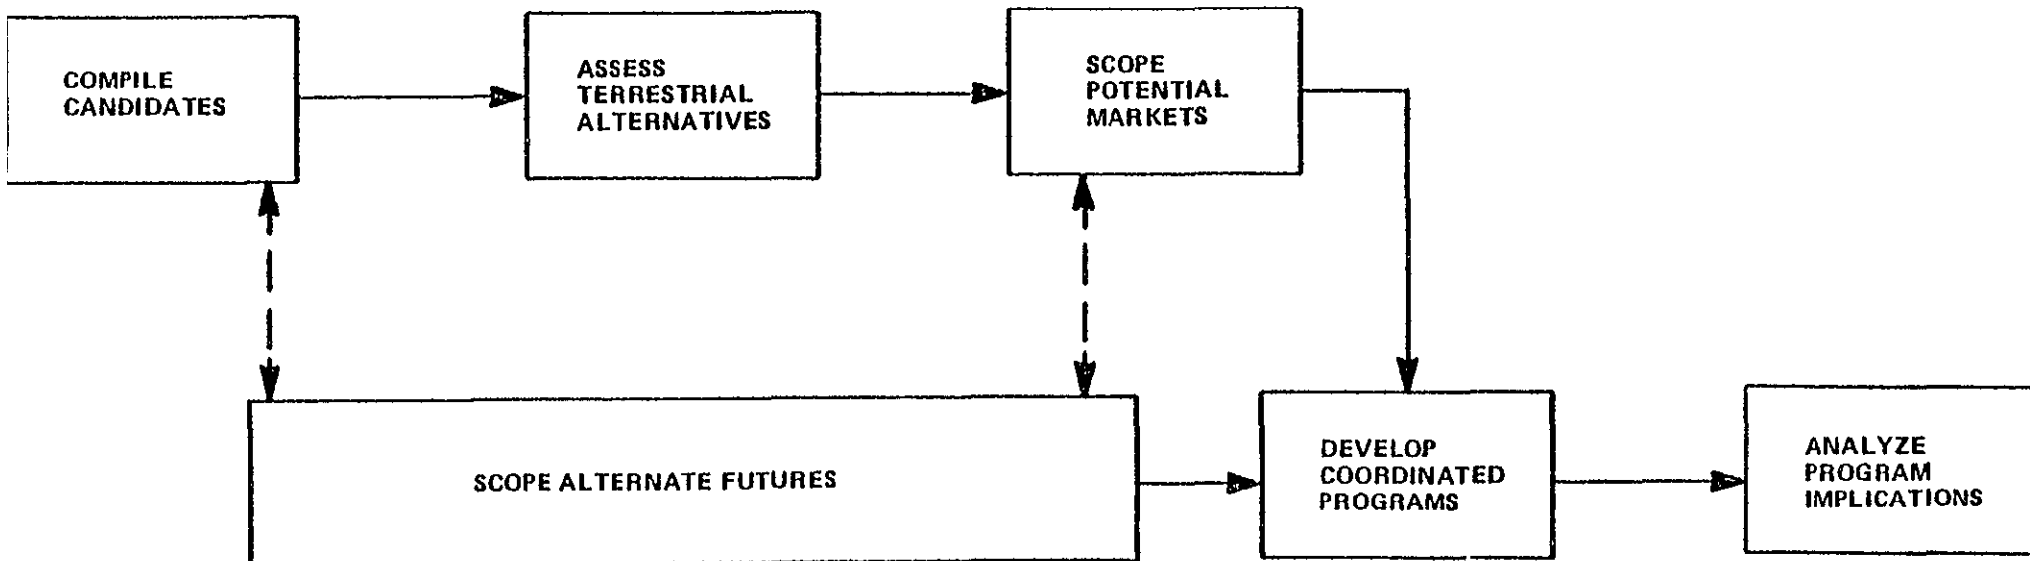 COMPILE
CANDIDATES
ASSESS
TERRESTRIAL
ALTERNATIVES
SCOPE
POTENTIAL
MARKETS
SCOPE ALTERNATE FUTURES
DEVELOP
COORDINATED
PROGRAMS
ANALYZE
PROGRAM
IMPLICATIONS